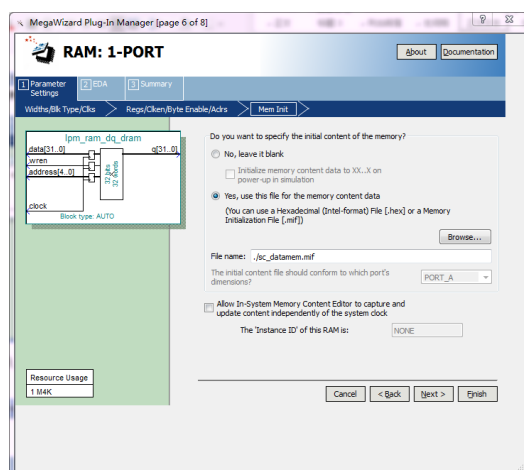 MegaWizard Plug-In Manager [page 6 of 8]
RAM: 1-PORT
About
Documentation
1 Parameter Settings
2 EDA
3 Summary
Widths/Blk Type/Clks
Regs/Clken/Byte Enable/Aclrs
Mem Init
lpm_ram_dq_dram
data[31..0]
q[31..0]
wren
address[4..0]
32 bits
32 words
clock
Block type: AUTO
Do you want to specify the initial content of the memory?
No, leave it blank
Initialize memory content data to XX..X on
power-up in simulation
Yes, use this file for the memory content data
(You can use a Hexadecimal (Intel-format) File [.hex] or a Memory
Initialization File [.mif])
Browse...
File name: ./sc_datamem.mif
The initial content file should conform to which port's
dimensions?
PORT_A
Allow In-System Memory Content Editor to capture and
update content independently of the system clock
The 'Instance ID' of this RAM is:
NONE
Resource Usage
1 M4K
Cancel
< Back
Next >
Finish